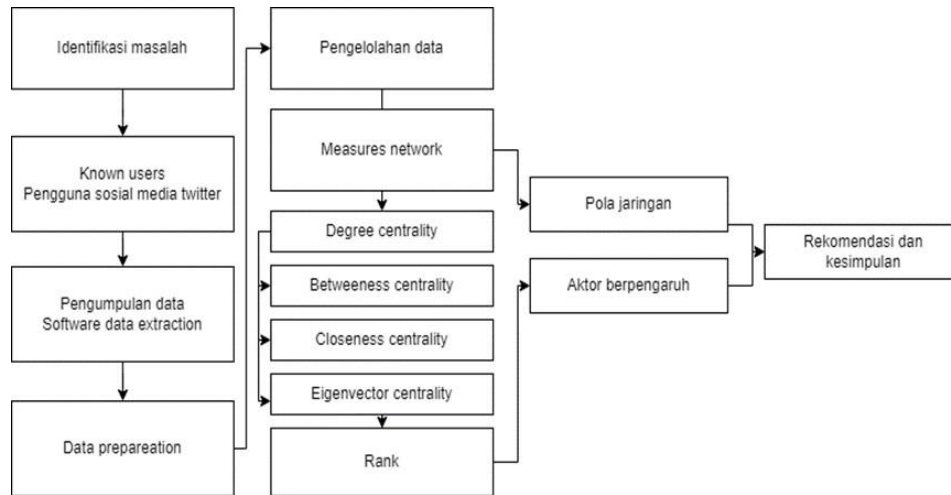 Identifikasi masalah
Known users
Pengguna sosial media twitter
Pengumpulan data
Software data extraction
Data prepareation
Pengelolahan data
Measures network
Degree centrality
Betweeness centrality
Closeness centrality
Eigenvector centrality
Rank
Pola jaringan
Aktor berpengaruh
Rekomendasi dan
kesimpulan